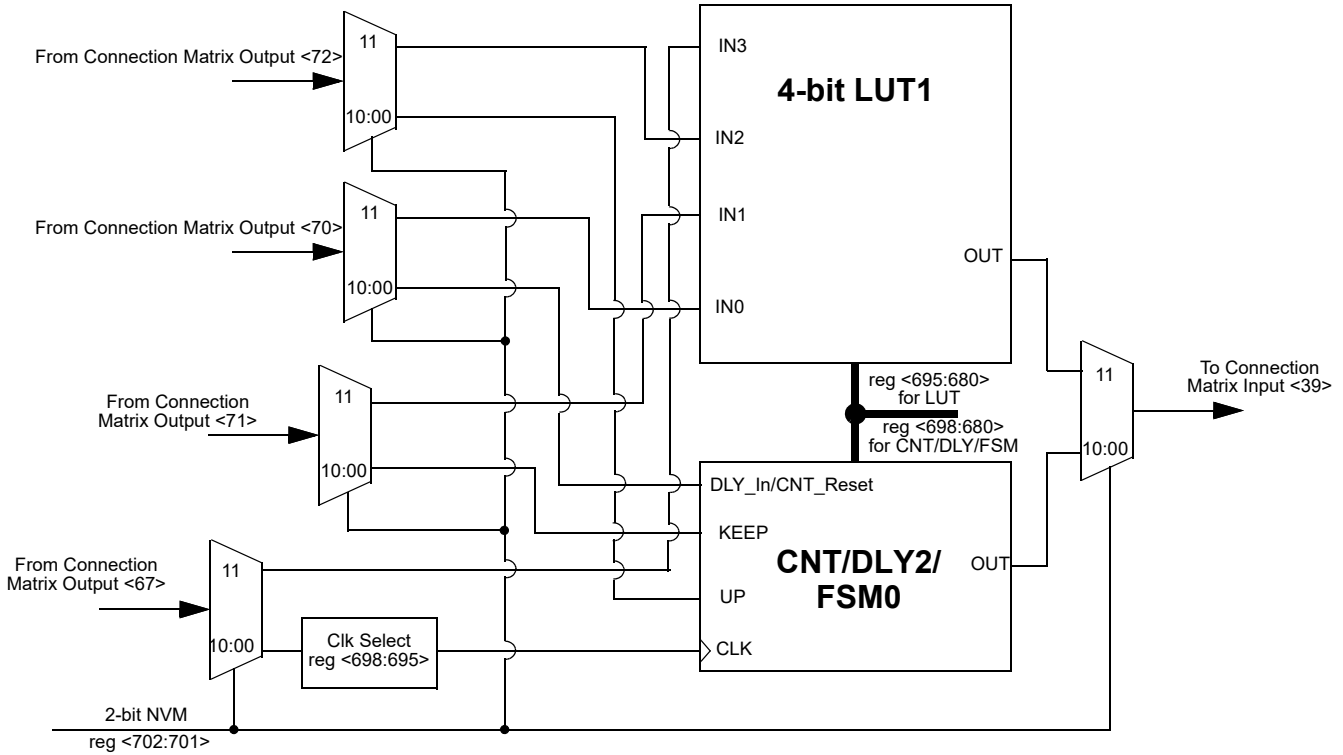 From Connection Matrix Output <72>
11
10:00
From Connection Matrix Output <70>
11
10:00
From Connection
Matrix Output <71>
11
10:00
From Connection
Matrix Output <67>
11
10:00
Clk Select
reg <698:695>
2-bit NVM
reg <702:701>
IN3
4-bit LUT1
IN2
IN1
OUT
IN0
reg <695:680>
for LUT
reg <698:680>
for CNT/DLY/FSM
DLY_In/CNT_Reset
KEEP
CNT/DLY2/
FSM0
OUT
UP
CLK
11
10:00
To Connection
Matrix Input <39>